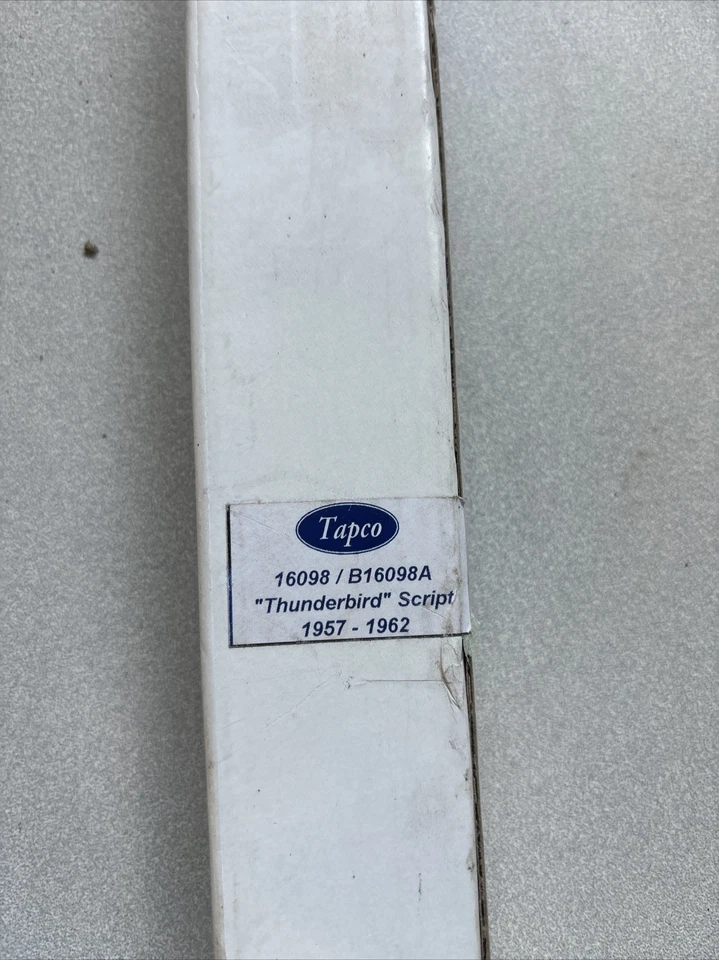 Tapco
16098 / B16098A
"Thunderbird" Script
1957 - 1962